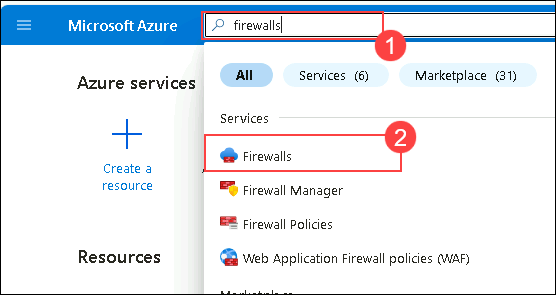 Microsoft Azure
firewalls
1
All
Services (6)
Marketplace (31)
Azure services
Services
2
Create a
resource
Firewalls
Firewall Manager
Firewall Policies
Resources
Web Application Firewall policies (WAF)
Marketplace